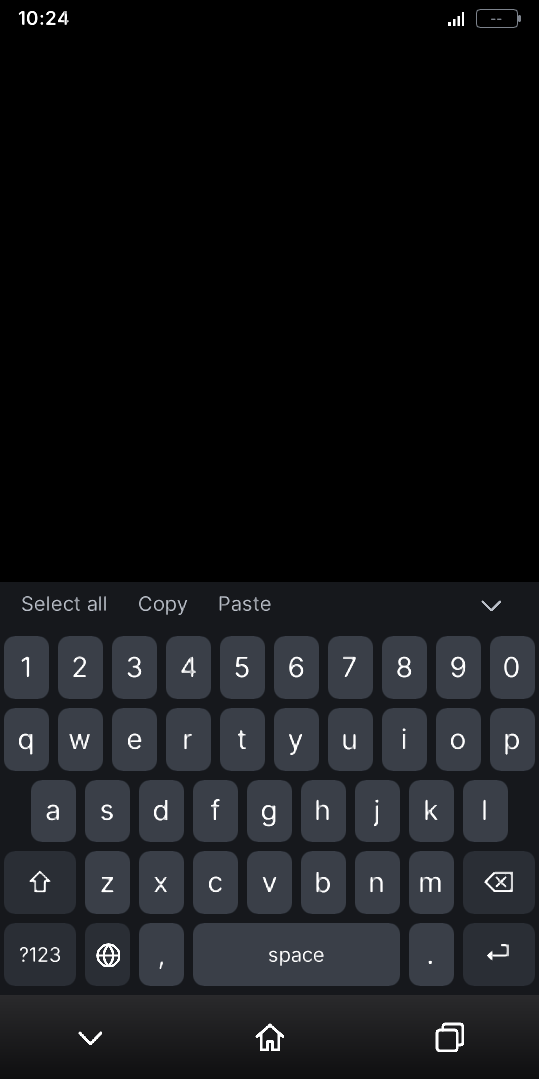 10:24
--
Select all Copy Paste
1 2 3 4 5 6 7 8 9 0
q w e r t y u i o p
a s d f g h j k l
z x c v b n m
?123 , space .